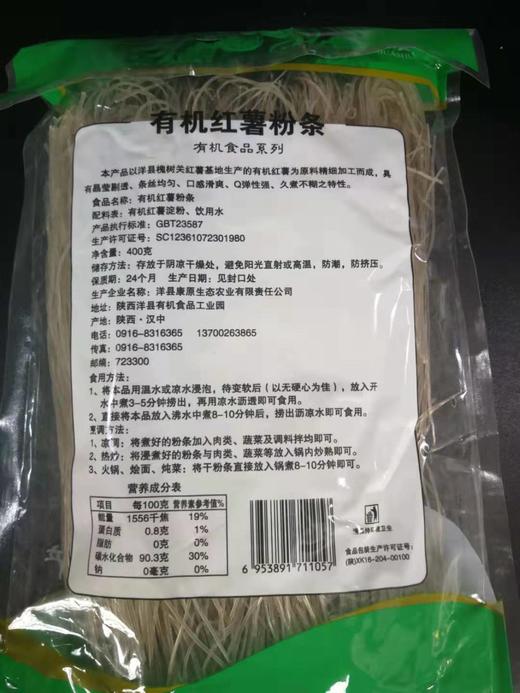 有机红薯粉条
有机食品系列
本产品以洋县槐树关红薯基地生产的有机红薯为原料精细加工而成，具
有晶莹剔透、条丝均匀、口感滑爽、Q弹性强、久煮不糊之特性。
食品名称：有机红薯粉条
配料表：有机红薯淀粉、饮用水
产品执行标准：GBT23587
生产许可证号：SC12361072301980
净含量：400克
储存方法：存放于阴凉干燥处，避免阳光直射或高温，防潮，防挤压。
保质期：24个月 生产日期：见封口处
生产企业名称：洋县康原生态农业有限责任公司
地址：陕西洋县有机食品工业园
产地：陕西·汉中
电话：0916-8316365 13700263865
传真：0916-8316365
邮编：723300
食用方法：
1、将本品用温水或凉水浸泡，待变软后（以无硬心为佳），放入开
水中煮3-5分钟捞出，再用凉水沥透即可食用。
2、直接将本品放入沸水中煮8-10分钟后，捞出沥凉水即可食用。
烹调方法：
1、凉调：将煮好的粉条加入肉类、蔬菜及调料拌均即可。
2、热炒：将浸煮好的粉条与肉类、蔬菜等放入锅内炒熟即可。
3、火锅、烩面、炖菜：将干粉条直接放入锅煮8-10分钟即可。
营养成分表
项目 每100克 营养素参考值%
能量 1556千焦 19%
蛋白质 0.8克 1%
脂肪 0克 0%
碳水化合物 90.3克 30%
钠 0毫克 0%
6 953891 711057
食品包装生产许可证号：
(陕)XK16-204-00100